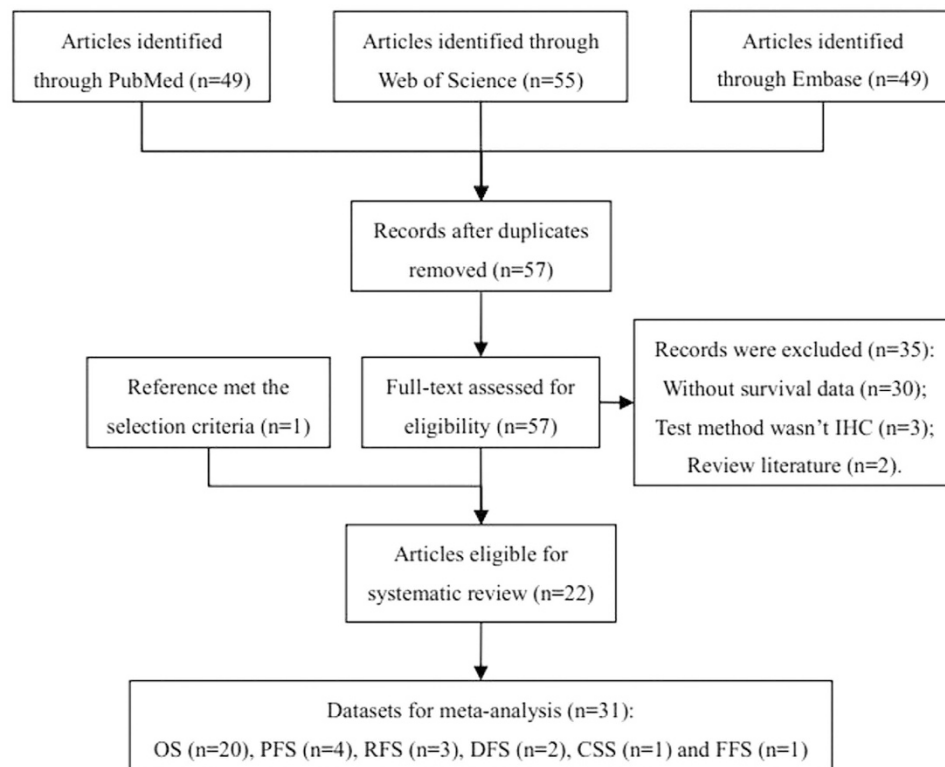 Articles identified
through PubMed (n=49)
Articles identified through
Web of Science (n=55)
Articles identified
through Embase (n=49)
Records after duplicates
removed (n=57)
Reference met the
selection criteria (n=1)
Full-text assessed for
eligibility (n=57)
Records were excluded (n=35):
Without survival data (n=30);
Test method wasn’t IHC (n=3);
Review literature (n=2).
Articles eligible for
systematic review (n=22)
Datasets for meta-analysis (n=31):
OS (n=20), PFS (n=4), RFS (n=3), DFS (n=2), CSS (n=1) and FFS (n=1)